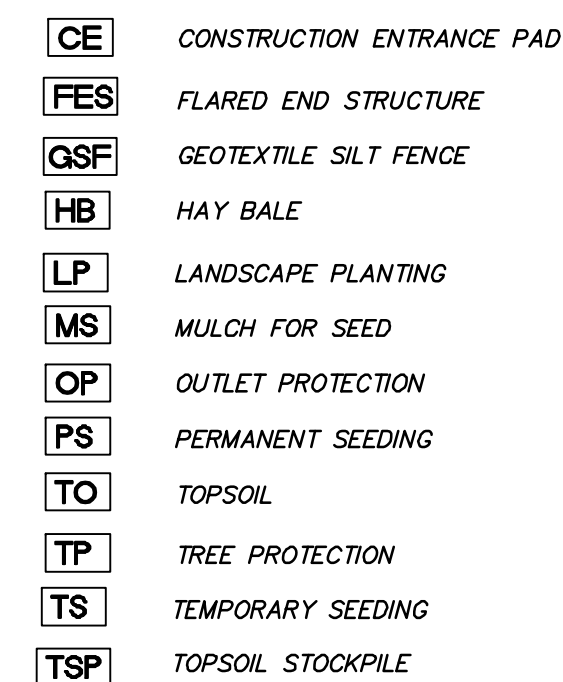 CE CONSTRUCTION ENTRANCE PAD
FES FLARED END STRUCTURE
GSF GEOTEXTILE SILT FENCE
HB HAY BALE
LP LANDSCAPE PLANTING
MS MULCH FOR SEED
OP OUTLET PROTECTION
PS PERMANENT SEEDING
TO TOPSOIL
TP TREE PROTECTION
TS TEMPORARY SEEDING
TSP TOPSOIL STOCKPILE